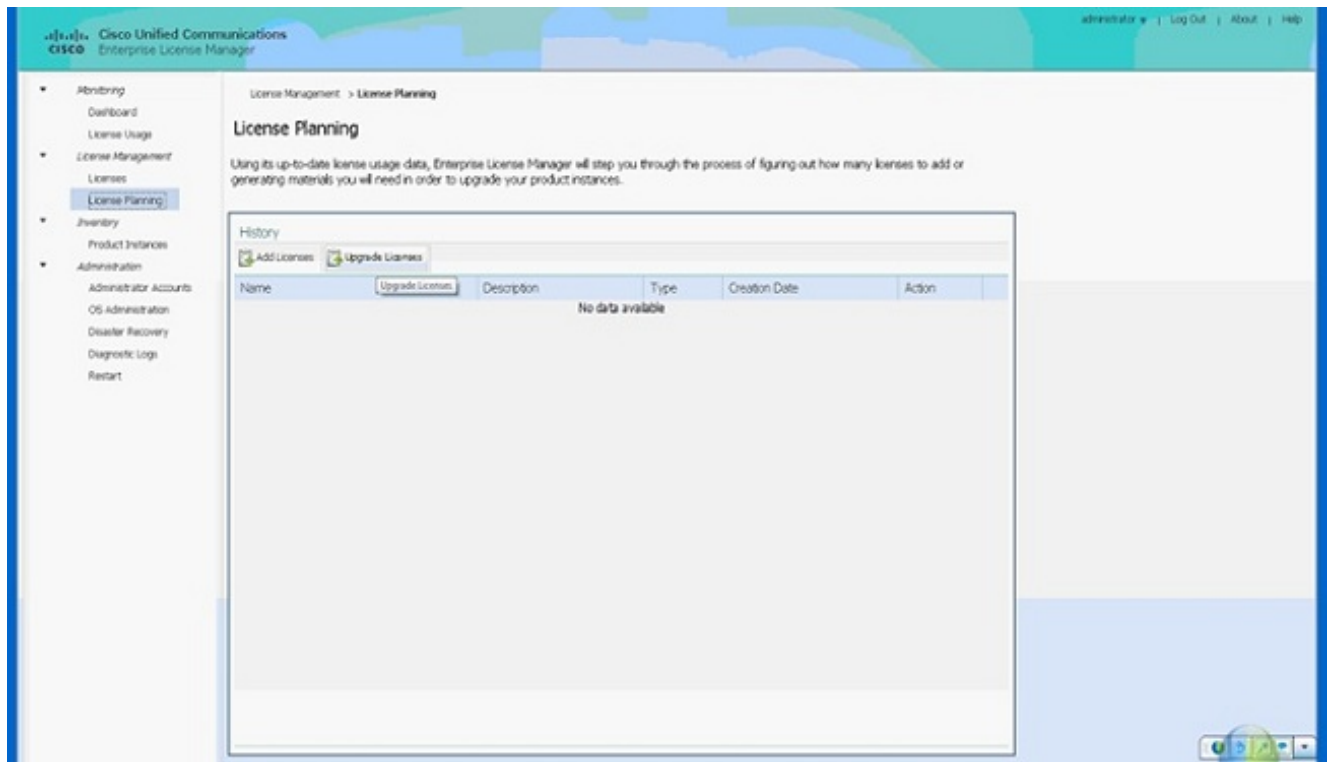 Cisco Unified Communications
CISCO Enterprise License Manager
administrator | Log Out | About | Help
Monitoring
Dashboard
License Usage
License Management
Licenses
License Planning
Inventory
Product Instances
Administration
Administrator Accounts
OS Administration
Disaster Recovery
Diagnostic Logs
Restart
License Management > License Planning
License Planning
Using its up-to-date license usage data, Enterprise License Manager will step you through the process of figuring out how many licenses to add or
generating materials you will need in order to upgrade your product instances.
History
Add Licenses Upgrade Licenses
Name Upgrade Licenses Description Type Creation Date Action
No data available